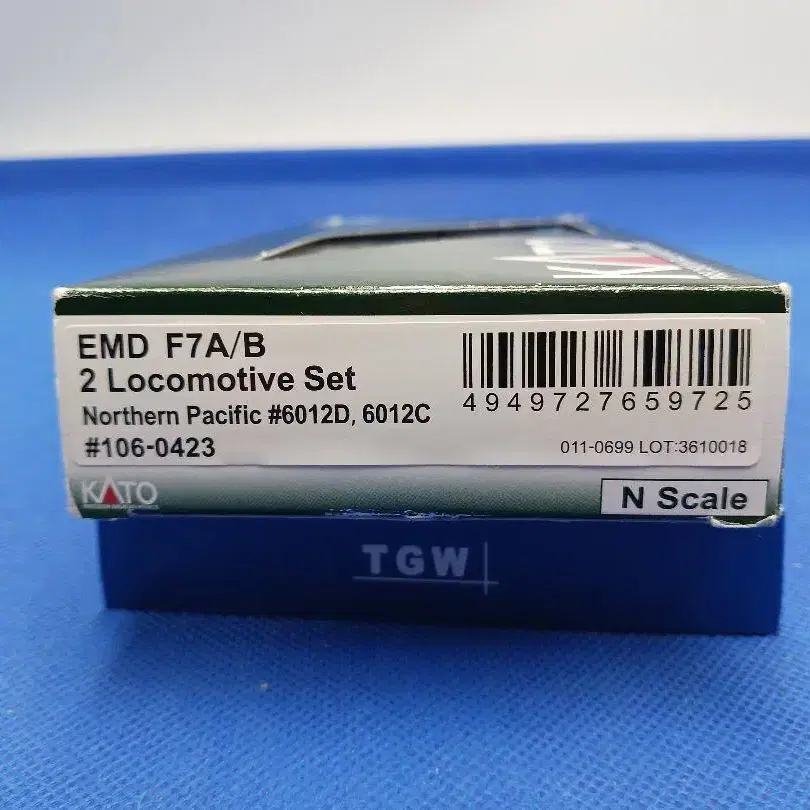 KATO
EMD F7A/B
2 Locomotive Set
Northern Pacific #6012D, 6012C
#106-0423
4949727659725
011-0699 LOT:3610018
KATO
N Scale
TGW